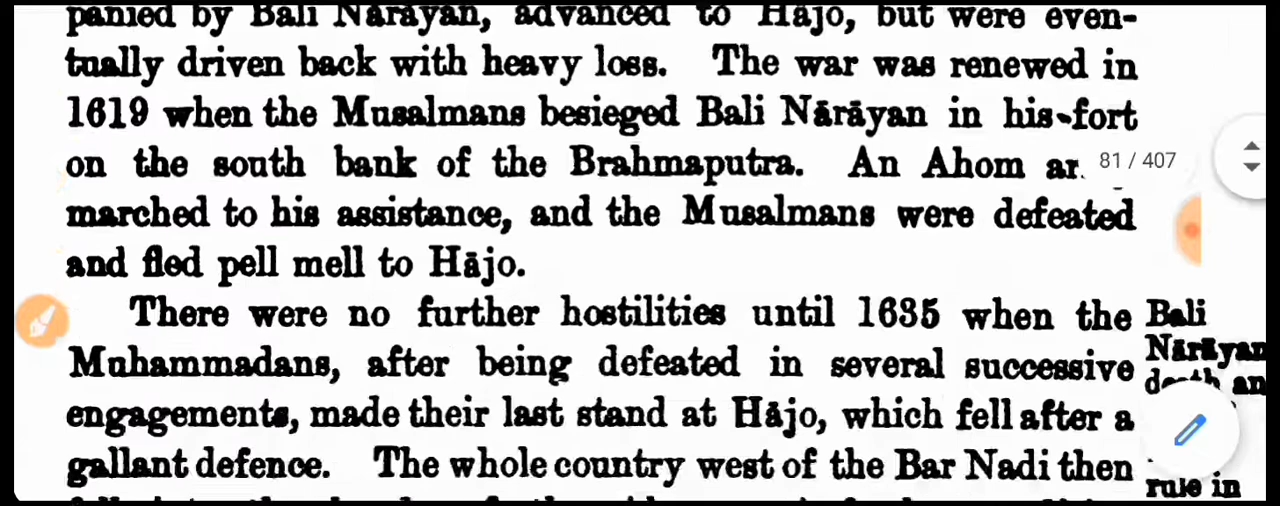 panied by Bali Nārāyan, advanced to Hājo, but were even-
tually driven back with heavy loss. The war was renewed in
1619 when the Musalmans besieged Bali Nārāyan in his-fort
on the south bank of the Brahmaputra. An Ahom ar
81 / 407
marched to his assistance, and the Musalmans were defeated
and fled pell mell to Hājo.
There were no further hostilities until 1635 when the
Muhammadans, after being defeated in several successive
engagements, made their last stand at Hājo, which fell after a
gallant defence. The whole country west of the Bar Nadi then
Bali
Nārāyan
rule in